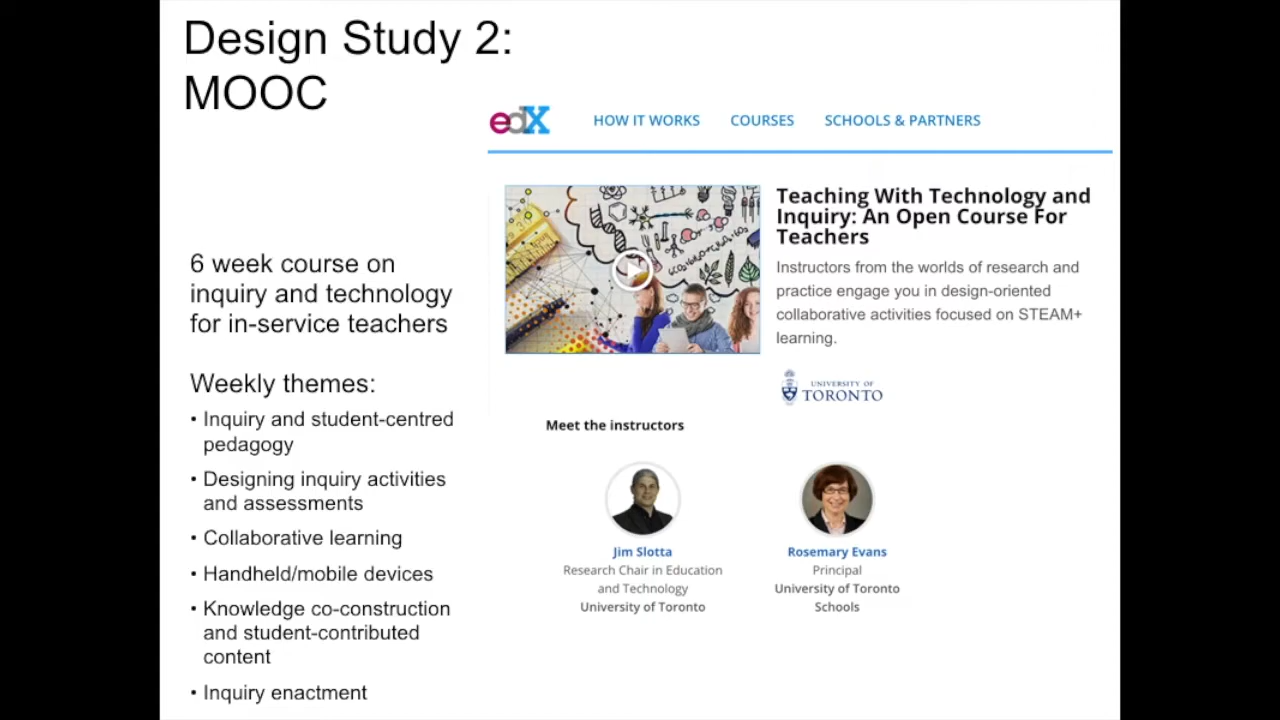 Design Study 2:
MOOC
edX
HOW IT WORKS
COURSES
SCHOOLS & PARTNERS
6 week course on
inquiry and technology
for in-service teachers
Weekly themes:
• Inquiry and student-centred
pedagogy
• Designing inquiry activities
and assessments
• Collaborative learning
• Handheld/mobile devices
• Knowledge co-construction
and student-contributed
content
• Inquiry enactment
Teaching With Technology and
Inquiry: An Open Course For
Teachers
Instructors from the worlds of research and
practice engage you in design-oriented
collaborative activities focused on STEAM+
learning.
UNIVERSITY OF
TORONTO
Meet the instructors
Jim Slotta
Research Chair in Education
and Technology
University of Toronto
Rosemary Evans
Principal
University of Toronto
Schools